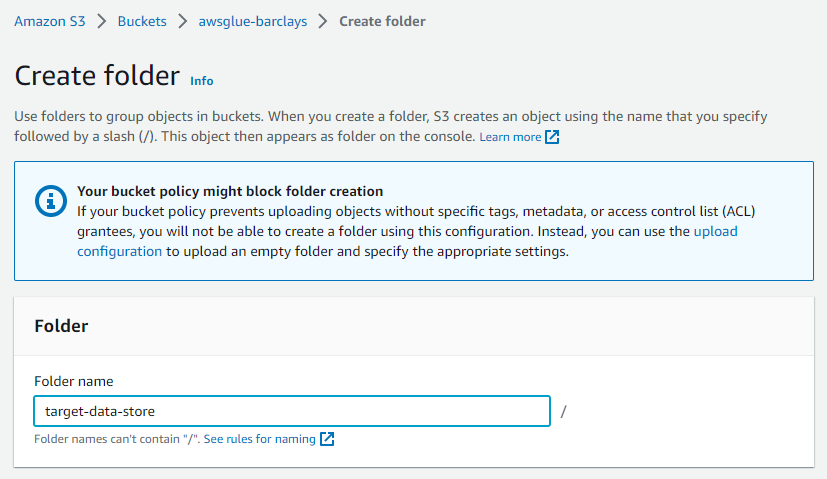 Amazon S3 > Buckets > awsglue-barclays > Create folder
Create folder Info
Use folders to group objects in buckets. When you create a folder, S3 creates an object using the name that you specify
followed by a slash (/). This object then appears as folder on the console. Learn more
Your bucket policy might block folder creation
If your bucket policy prevents uploading objects without specific tags, metadata, or access control list (ACL)
grantees, you will not be able to create a folder using this configuration. Instead, you can use the upload
configuration to upload an empty folder and specify the appropriate settings.
Folder
Folder name
target-data-store /
Folder names can't contain "/". See rules for naming